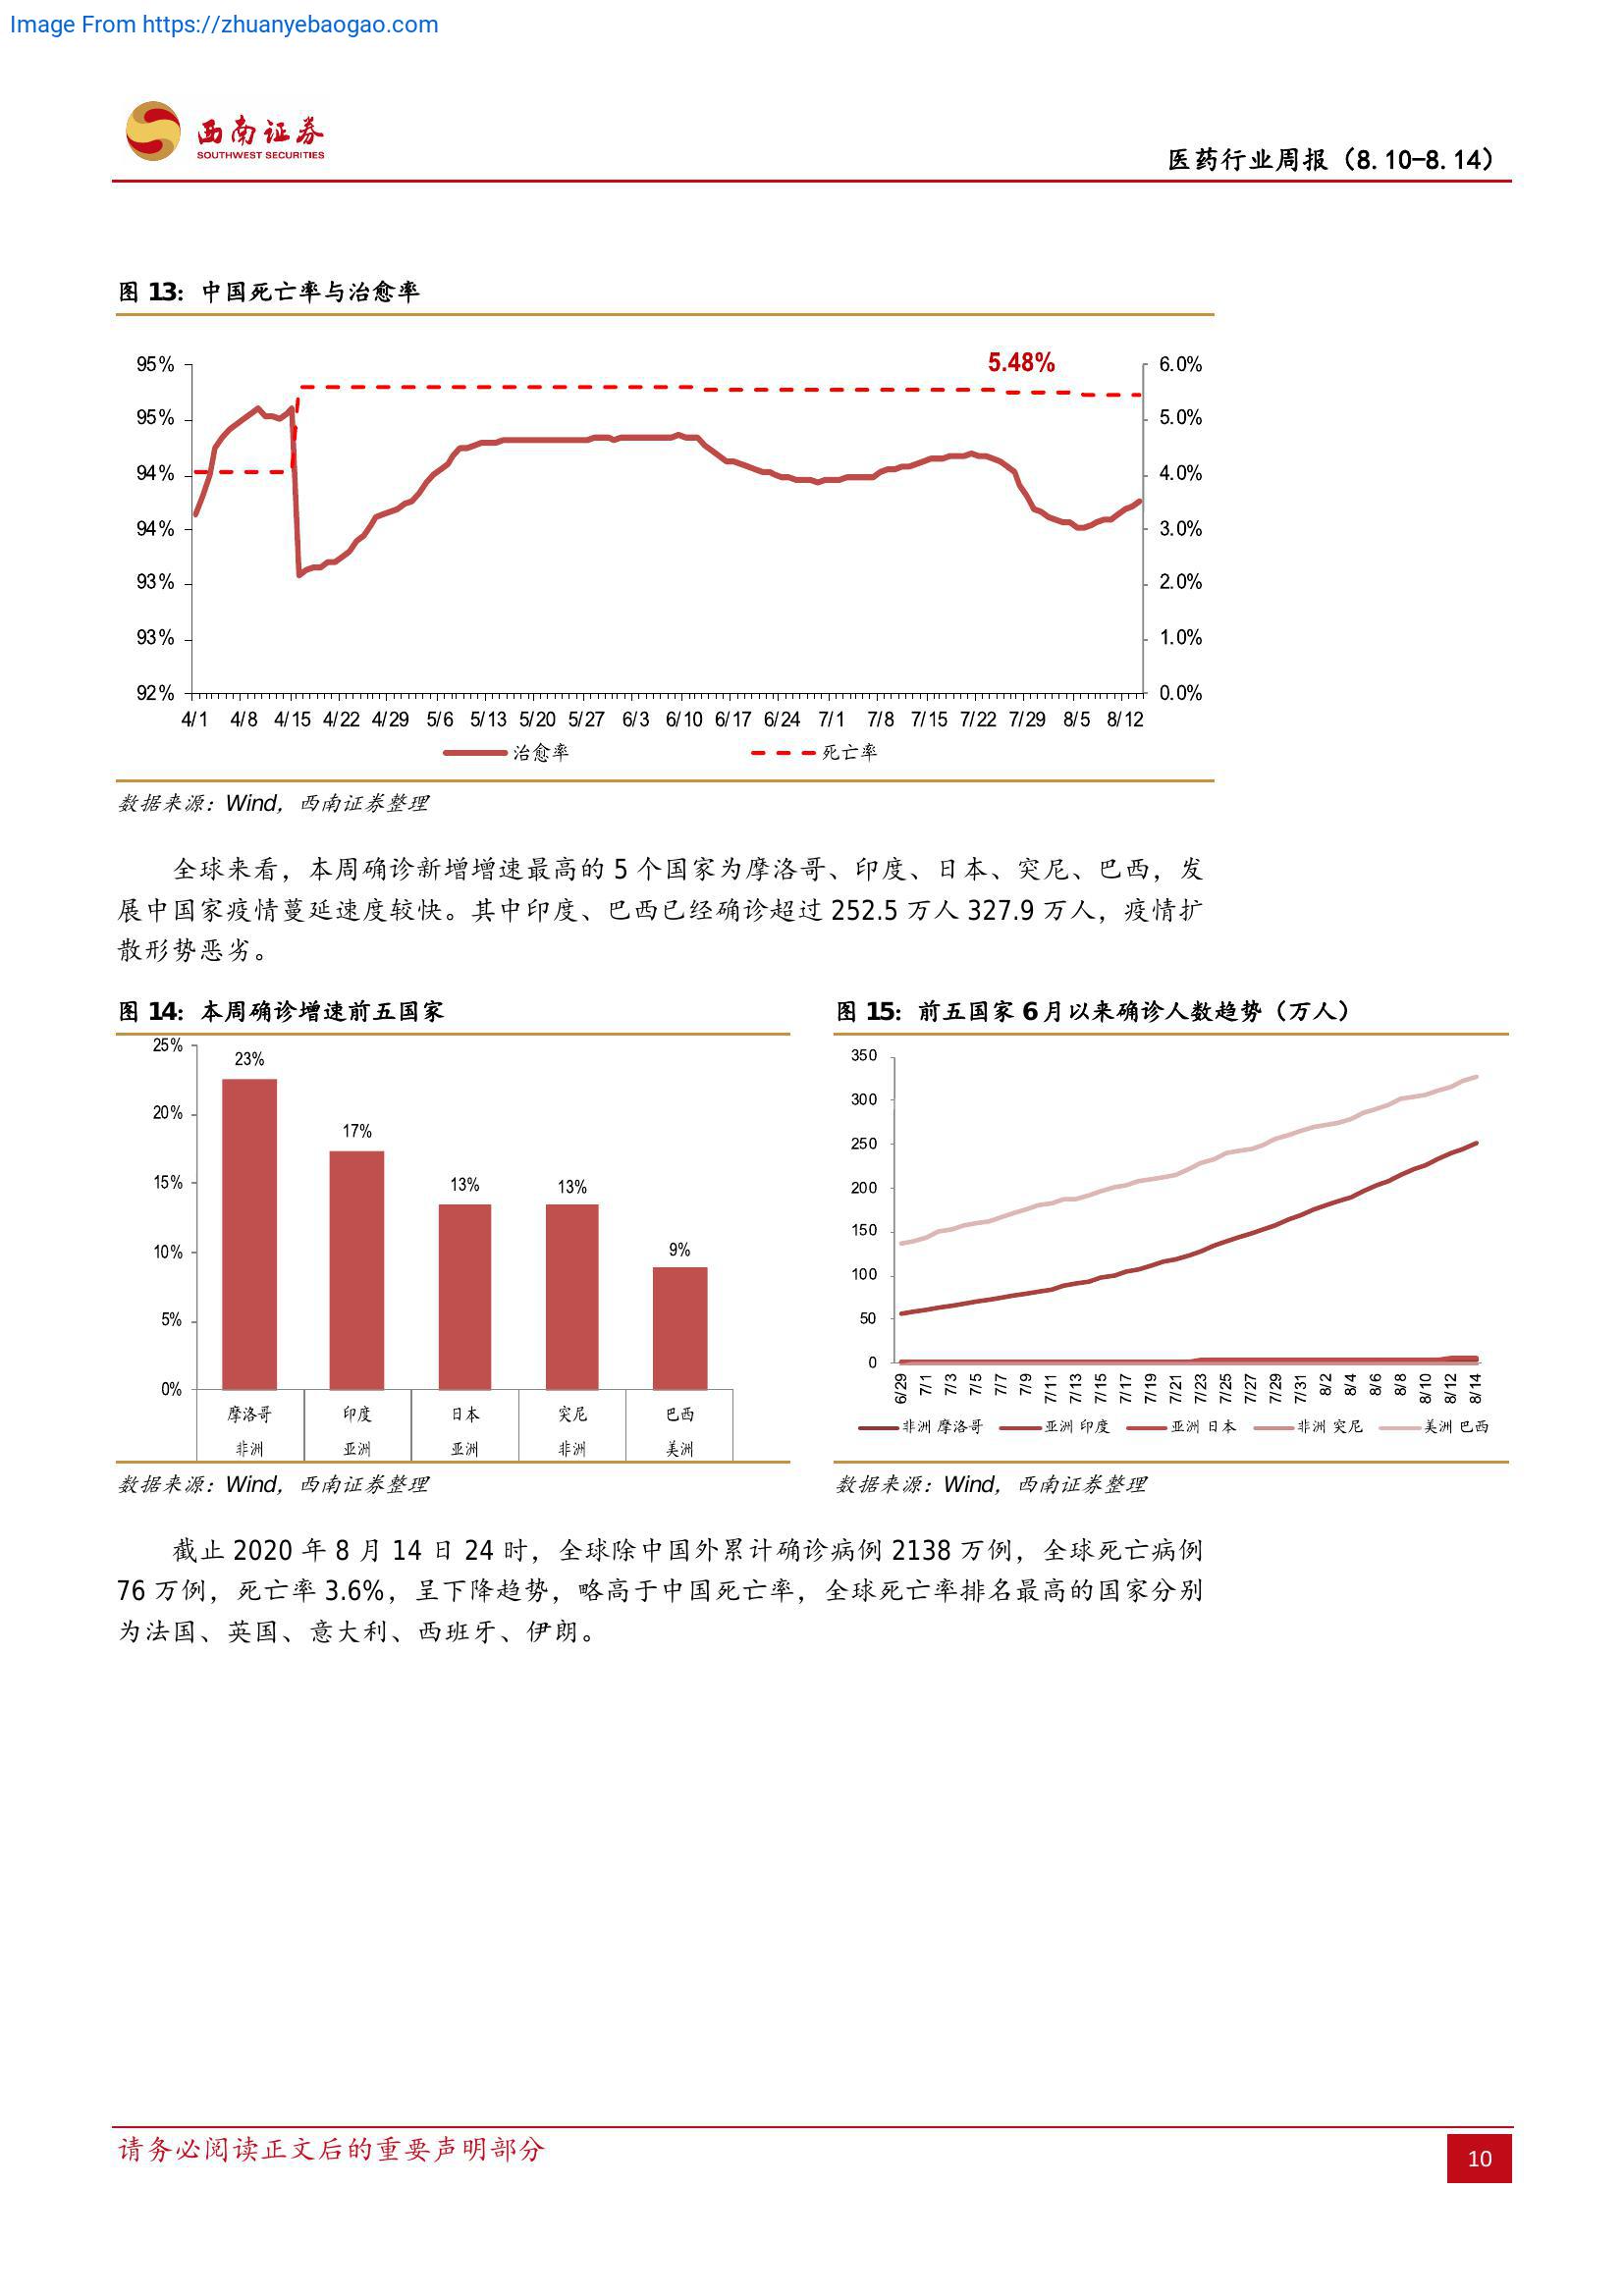 Image From https://zhuanyebaogao.com
西南证券
SOUTHWEST SECURITIES
医药行业周报（8.10-8.14）
图 13：中国死亡率与治愈率
5.48%
95% 6.0%
95% 5.0%
94% 4.0%
94% 3.0%
93% 2.0%
93% 1.0%
92% 0.0%
4/1 4/8 4/15 4/22 4/29 5/6 5/13 5/20 5/27 6/3 6/10 6/17 6/24 7/1 7/8 7/15 7/22 7/29 8/5 8/12
治愈率 死亡率
数据来源：Wind，西南证券整理
全球来看，本周确诊新增增速最高的 5 个国家为摩洛哥、印度、日本、突尼、巴西，发
展中国家疫情蔓延速度较快。其中印度、巴西已经确诊超过 252.5 万人 327.9 万人，疫情扩
散形势恶劣。
图 14：本周确诊增速前五国家
25%
20%
15%
10%
5%
0%
23%
17%
13%
13%
9%
摩洛哥 印度 日本 突尼 巴西
非洲 亚洲 亚洲 非洲 美洲
数据来源：Wind，西南证券整理
图 15：前五国家 6 月以来确诊人数趋势（万人）
350
300
250
200
150
100
50
0
6/29 7/1 7/3 7/5 7/7 7/9 7/11 7/13 7/15 7/17 7/19 7/21 7/23 7/25 7/27 7/29 7/31 8/2 8/4 8/6 8/8 8/10 8/12 8/14
非洲 摩洛哥 亚洲 印度 亚洲 日本 非洲 突尼 美洲 巴西
数据来源：Wind，西南证券整理
截止 2020 年 8 月 14 日 24 时，全球除中国外累计确诊病例 2138 万例，全球死亡病例
76 万例，死亡率 3.6%，呈下降趋势，略高于中国死亡率，全球死亡率排名最高的国家分别
为法国、英国、意大利、西班牙、伊朗。
请务必阅读正文后的重要声明部分
10